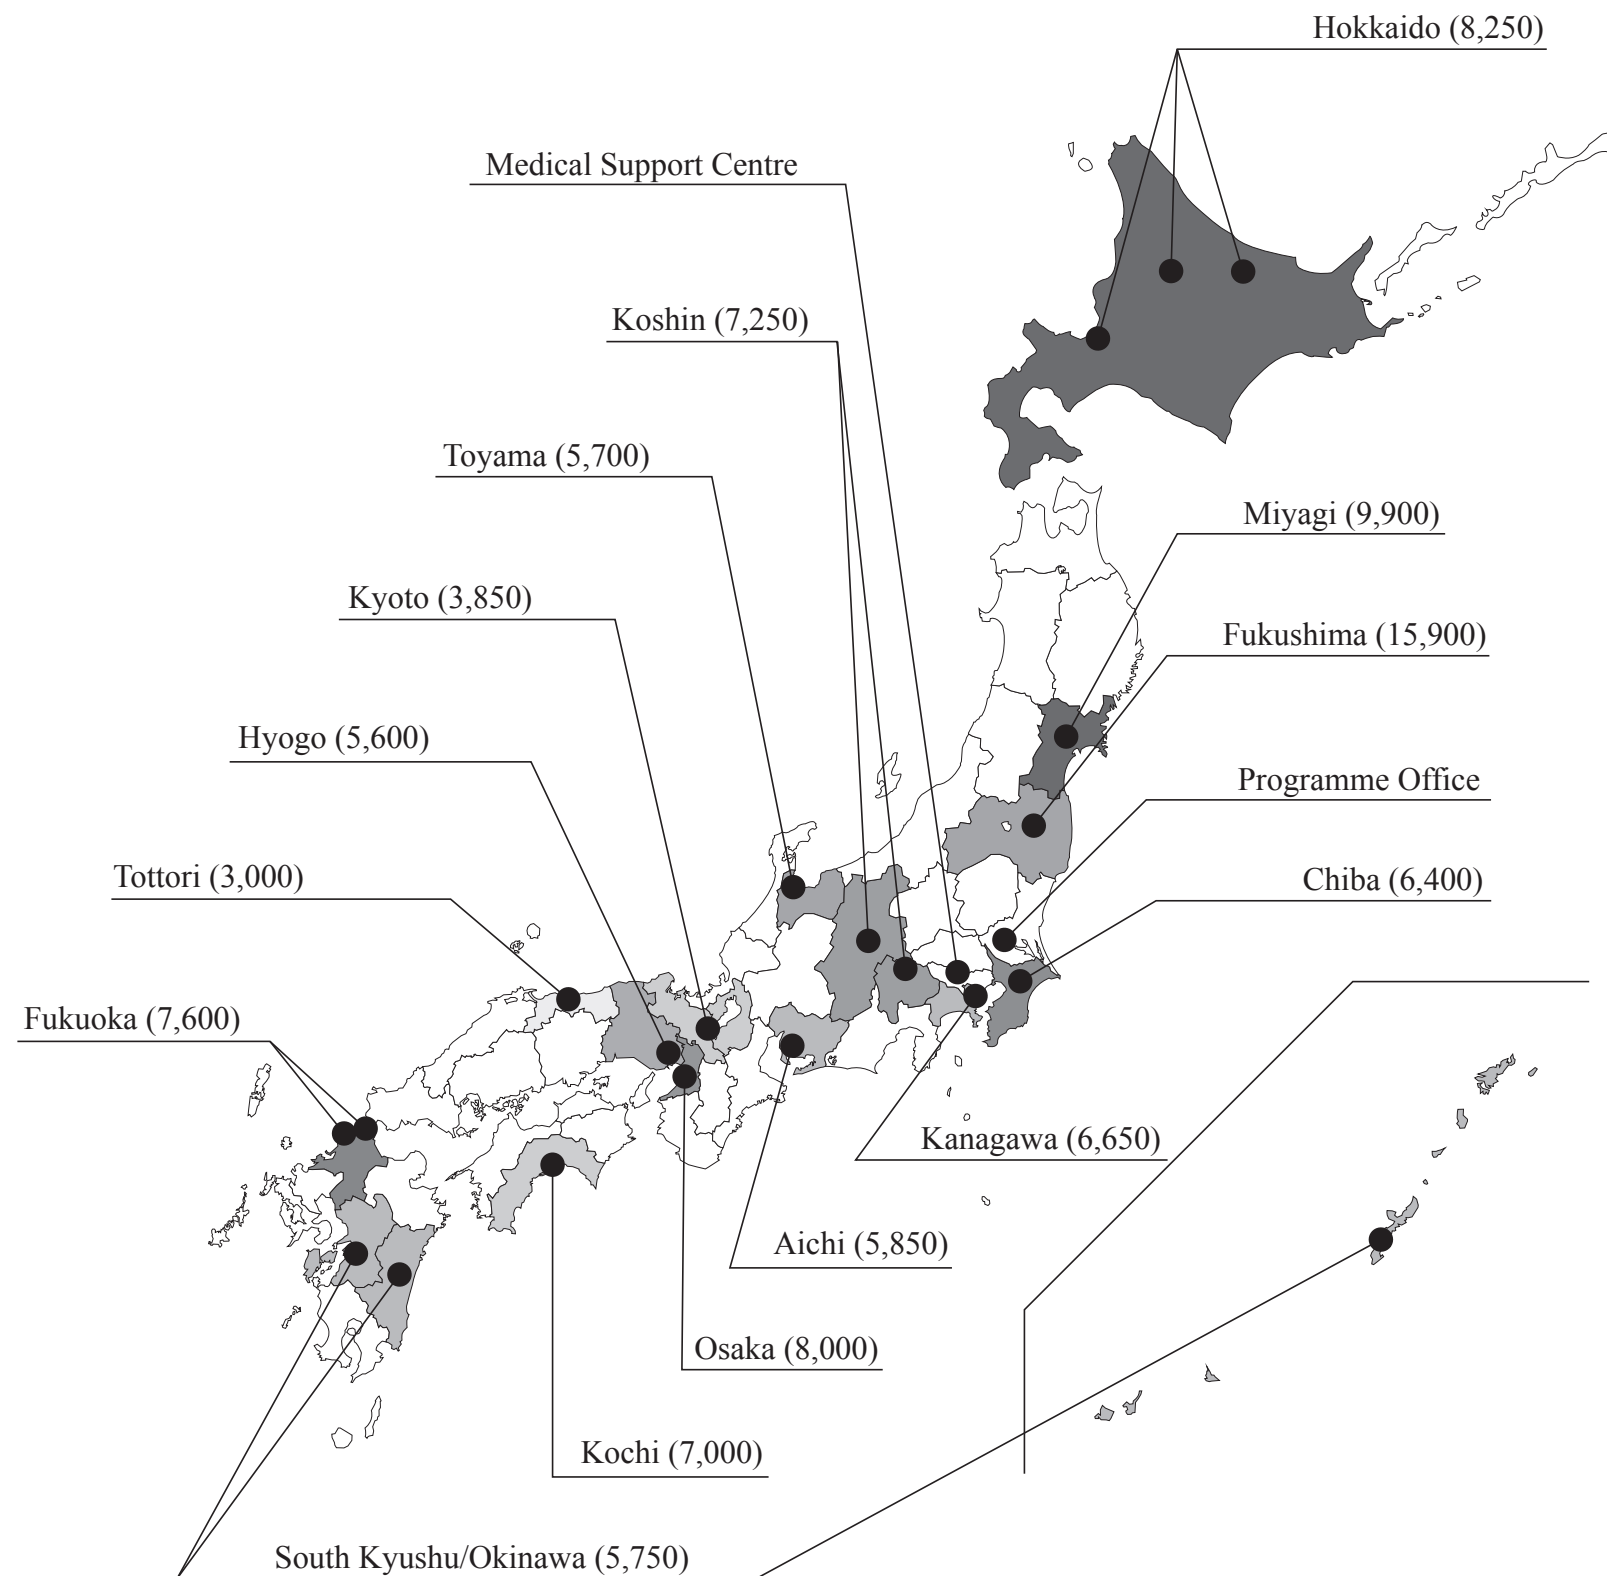 Hokkaido (8,250)
Medical Support Centre
Koshin (7,250)
Toyama (5,700)
Miyagi (9,900)
Kyoto (3,850)
Fukushima (15,900)
Hyogo (5,600)
Programme Office
Tottori (3,000)
Chiba (6,400)
Fukuoka (7,600)
Kanagawa (6,650)
Aichi (5,850)
Osaka (8,000)
Kochi (7,000)
South Kyushu/Okinawa (5,750)